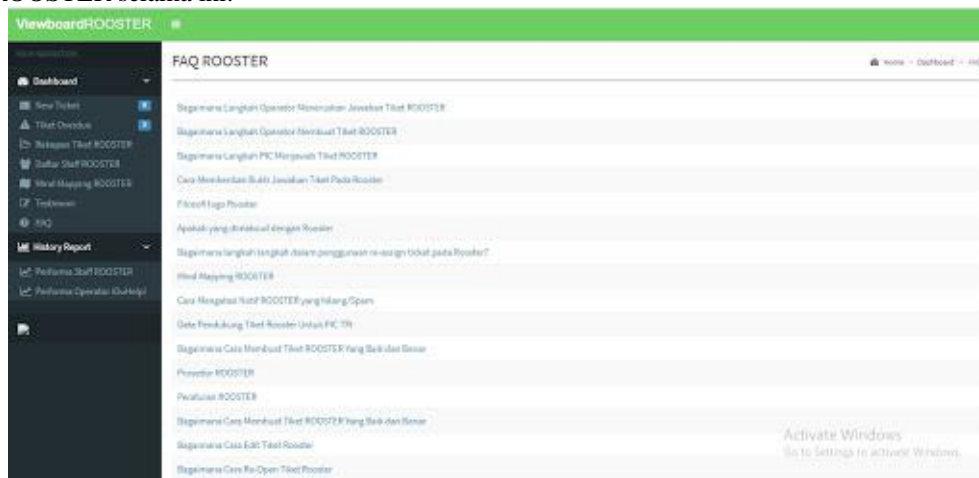 ROOSTER selama ini.
ViewboardROOSTER
FAQ ROOSTER
Home > Dashboard >
Dashboard
New Ticket
Tiket Overdue
Rekapan Tiket ROOSTER
Daftar Staff ROOSTER
Mind Mapping ROOSTER
Testimoni
FAQ
History Report
Performa Staff ROOSTER
Performa Operator
Bagaimana Langkah Operator Meneruskan Jawaban Tiket ROOSTER
Bagaimana Langkah Operator Membuat Tiket ROOSTER
Bagaimana Langkah PIC Menjawab Tiket ROOSTER
Cara Memberikan Bukti Jawaban Tiket Pada Rooster
Filosofi logo Rooster
Apakah yang dimaksud dengan Rooster
Bagaimana langkah langkah dalam penggunaan re-assign ticket pada Rooster?
Mind Mapping ROOSTER
Cara Mengatasi Notif ROOSTER yang hilang/Spam
Data Pendukung Tiket Rooster Untuk PIC
Bagaimana Cara Membuat Tiket ROOSTER Yang Baik dan Benar
Prosedur ROOSTER
Peraturan ROOSTER
Bagaimana Cara Membuat Tiket ROOSTER Yang Baik dan Benar
Bagaimana Cara Edit Tiket Rooster
Bagaimana Cara Re-Open Tiket Rooster
Activate Windows
Go to Settings to activate Windows.